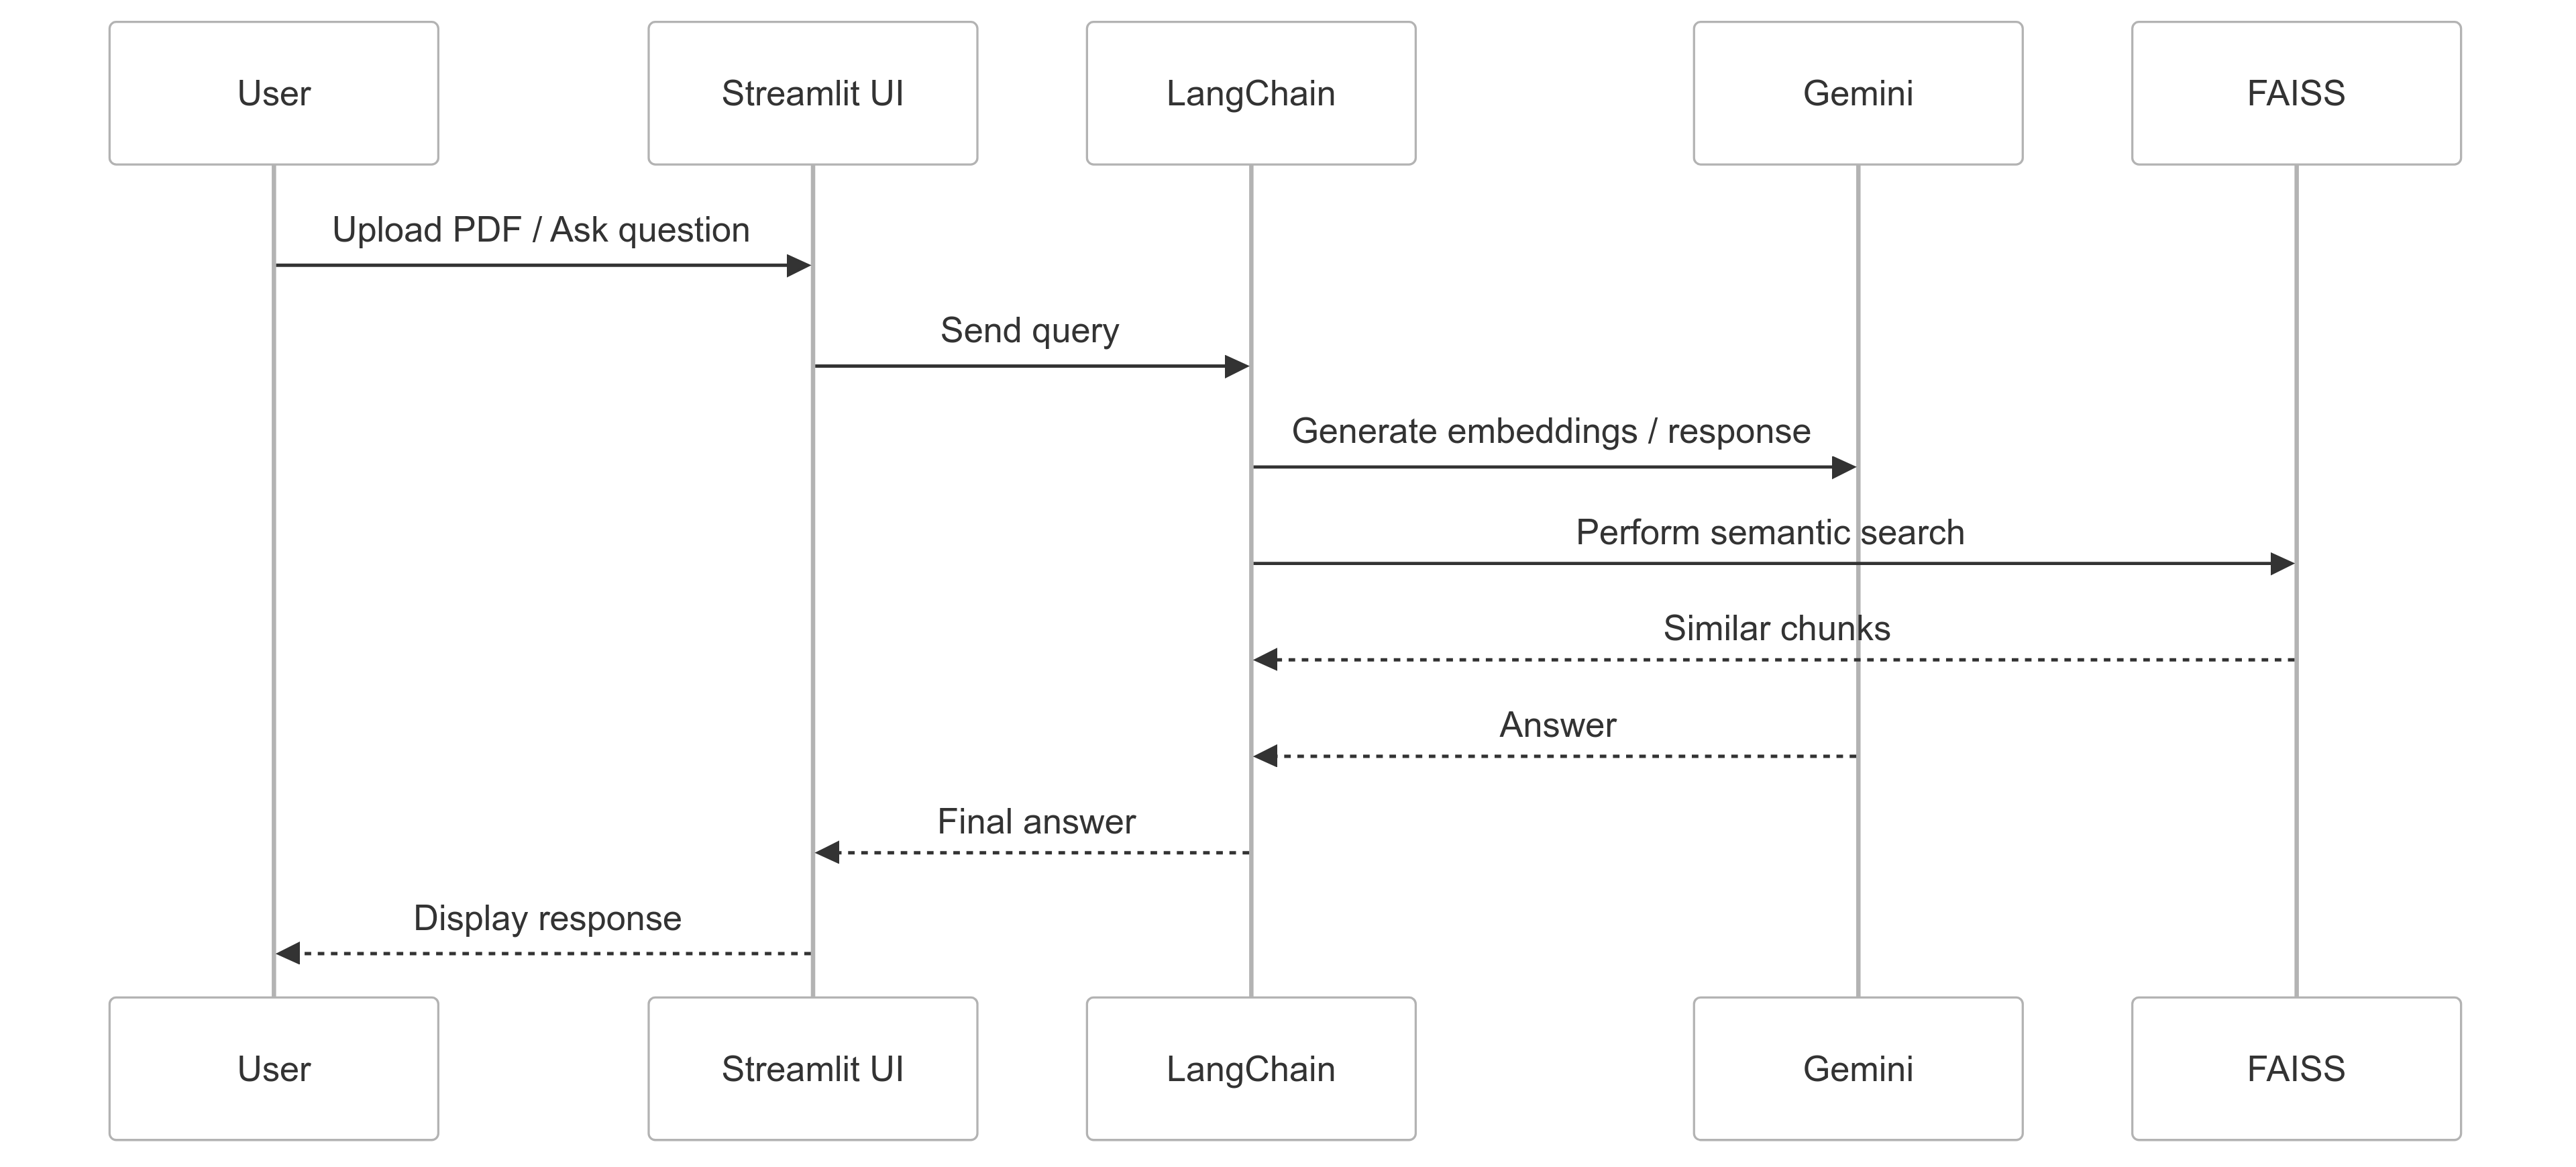 User
Streamlit UI
LangChain
Gemini
FAISS
Upload PDF / Ask question
Send query
Generate embeddings / response
Perform semantic search
Similar chunks
Answer
Final answer
Display response
User
Streamlit UI
LangChain
Gemini
FAISS